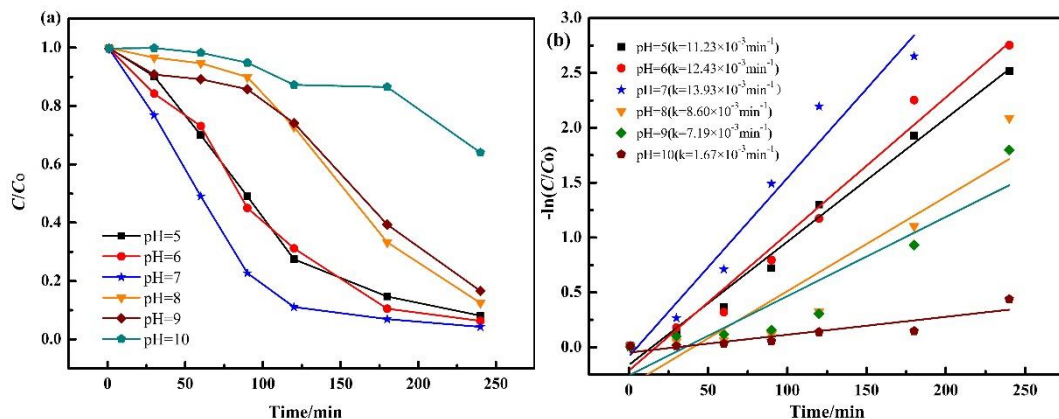 (a)
1.0
0.8
0.6
0.4
0.2
0.0
C/Co
pH=5
pH=6
pH=7
pH=8
pH=9
pH=10
0 50 100 150 200 250
Time/min
(b)
3.0
2.5
2.0
1.5
1.0
0.5
0.0
-ln(C/Co)
pH=5(k=11.23×10⁻³min⁻¹)
pH=6(k=12.43×10⁻³min⁻¹)
pH=7(k=13.93×10⁻³min⁻¹)
pH=8(k=8.60×10⁻³min⁻¹)
pH=9(k=7.19×10⁻³min⁻¹)
pH=10(k=1.67×10⁻³min⁻¹)
0 50 100 150 200 250
Time/min